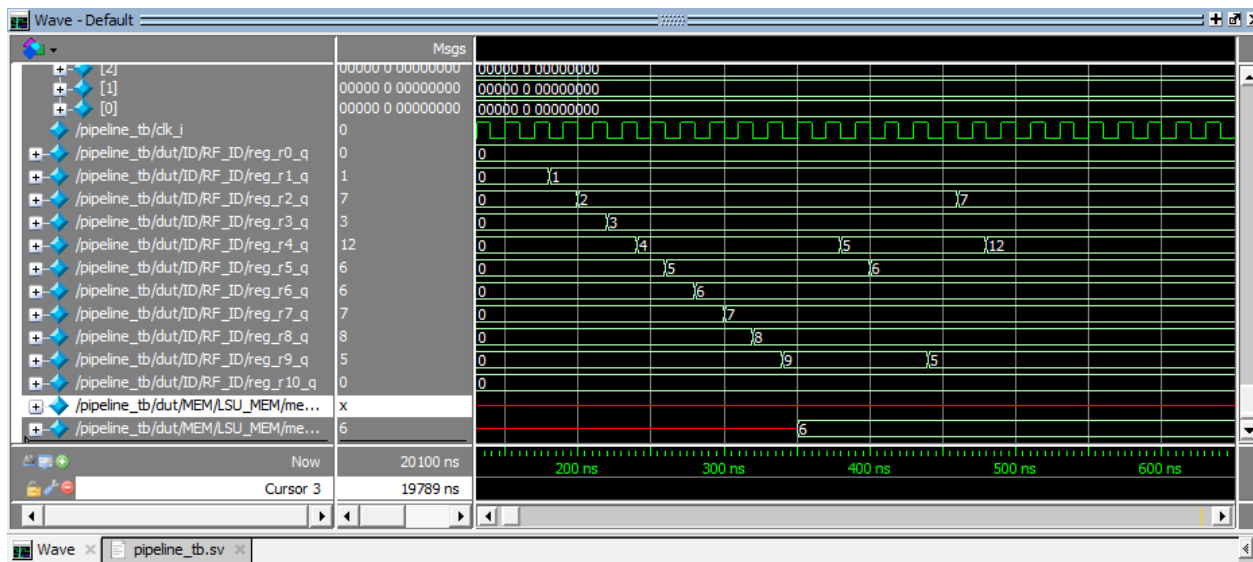 Wave - Default
Msgs
[2] 00000 0 00000000 00000 0 00000000
[1] 00000 0 00000000 00000 0 00000000
[0] 00000 0 00000000 00000 0 00000000
/pipeline_tb/clk_i 0
/pipeline_tb/dut/ID/RF_ID/reg_r0_q 0 0
/pipeline_tb/dut/ID/RF_ID/reg_r1_q 1 0 1
/pipeline_tb/dut/ID/RF_ID/reg_r2_q 7 0 2 7
/pipeline_tb/dut/ID/RF_ID/reg_r3_q 3 0 3
/pipeline_tb/dut/ID/RF_ID/reg_r4_q 12 0 4 5 12
/pipeline_tb/dut/ID/RF_ID/reg_r5_q 6 0 5 6
/pipeline_tb/dut/ID/RF_ID/reg_r6_q 6 0 6
/pipeline_tb/dut/ID/RF_ID/reg_r7_q 7 0 7
/pipeline_tb/dut/ID/RF_ID/reg_r8_q 8 0 8
/pipeline_tb/dut/ID/RF_ID/reg_r9_q 5 0 9 5
/pipeline_tb/dut/ID/RF_ID/reg_r10_q 0 0
/pipeline_tb/dut/MEM/LSU_MEM/me... x
/pipeline_tb/dut/MEM/LSU_MEM/me... 6 6
Now 20100 ns 200 ns 300 ns 400 ns 500 ns 600 ns
Cursor 3 19789 ns
Wave pipeline_tb.sv